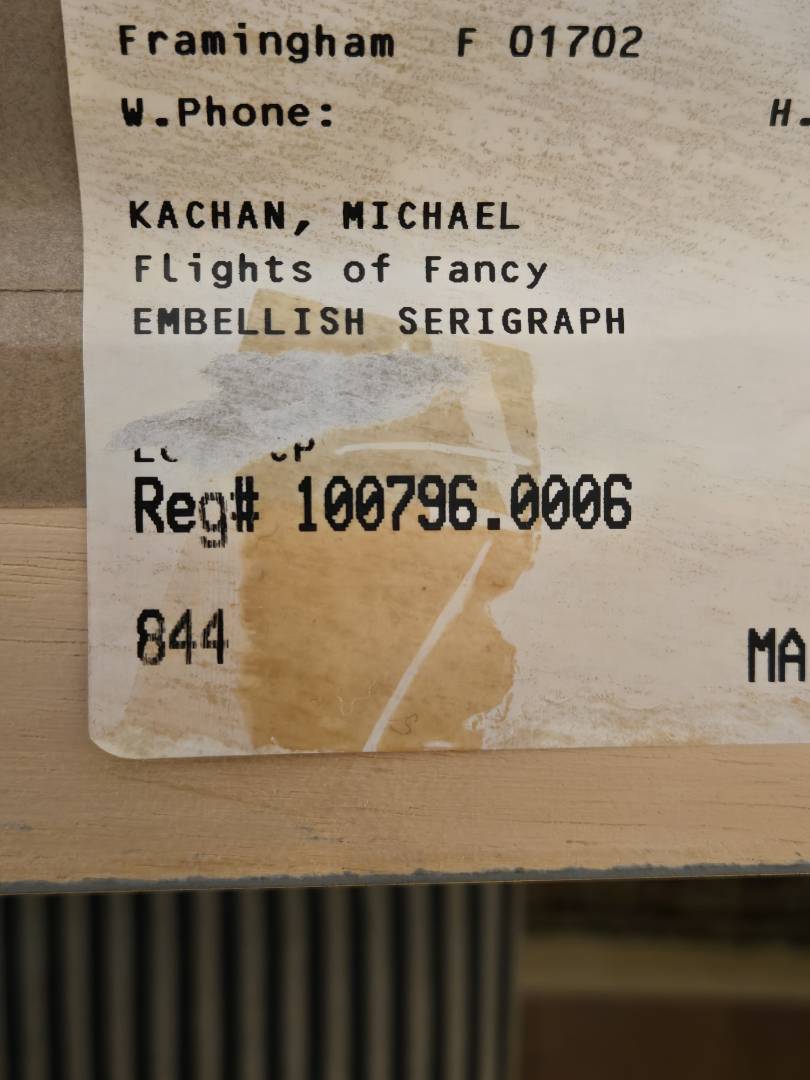 Framingham F 01702
W.Phone: H.
KACHAN, MICHAEL
Flights of Fancy
EMBELLISH SERIGRAPH
Reg# 100796.0006
844 MA